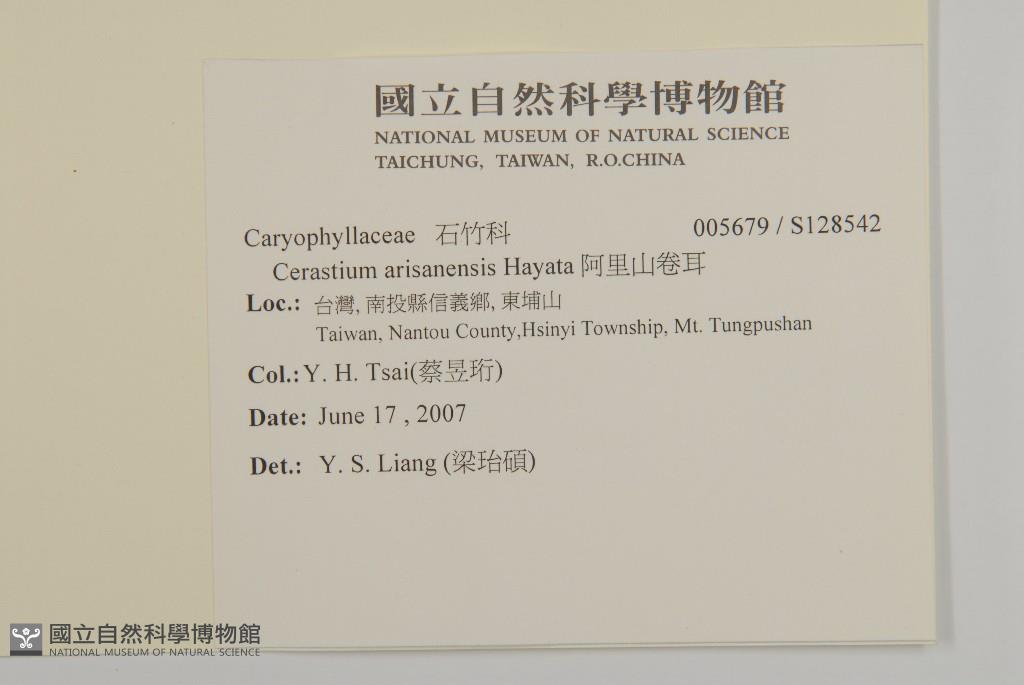 國立自然科學博物館
NATIONAL MUSEUM OF NATURAL SCIENCE
TAICHUNG, TAIWAN, R.O.CHINA
Caryophyllaceae 石竹科 005679 / S128542
Cerastium arisanensis Hayata 阿里山卷耳
Loc.: 台灣, 南投縣信義鄉, 東埔山
Taiwan, Nantou County,Hsinyi Township, Mt. Tungpushan
Col.: Y. H. Tsai(蔡昱珩)
Date: June 17 , 2007
Det.: Y. S. Liang (梁珆碩)
國立自然科學博物館
NATIONAL MUSEUM OF NATURAL SCIENCE